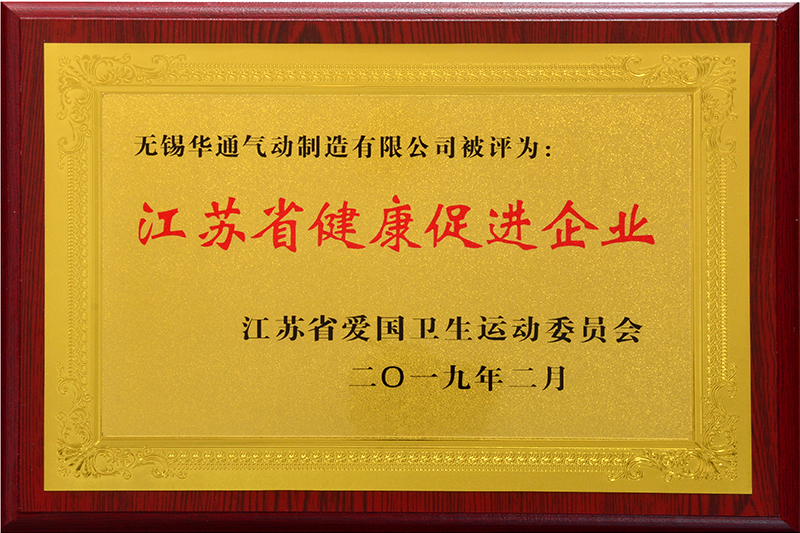 无锡华通气动制造有限公司被评为：
江苏省健康促进企业
江苏省爱国卫生运动委员会
二〇一九年二月